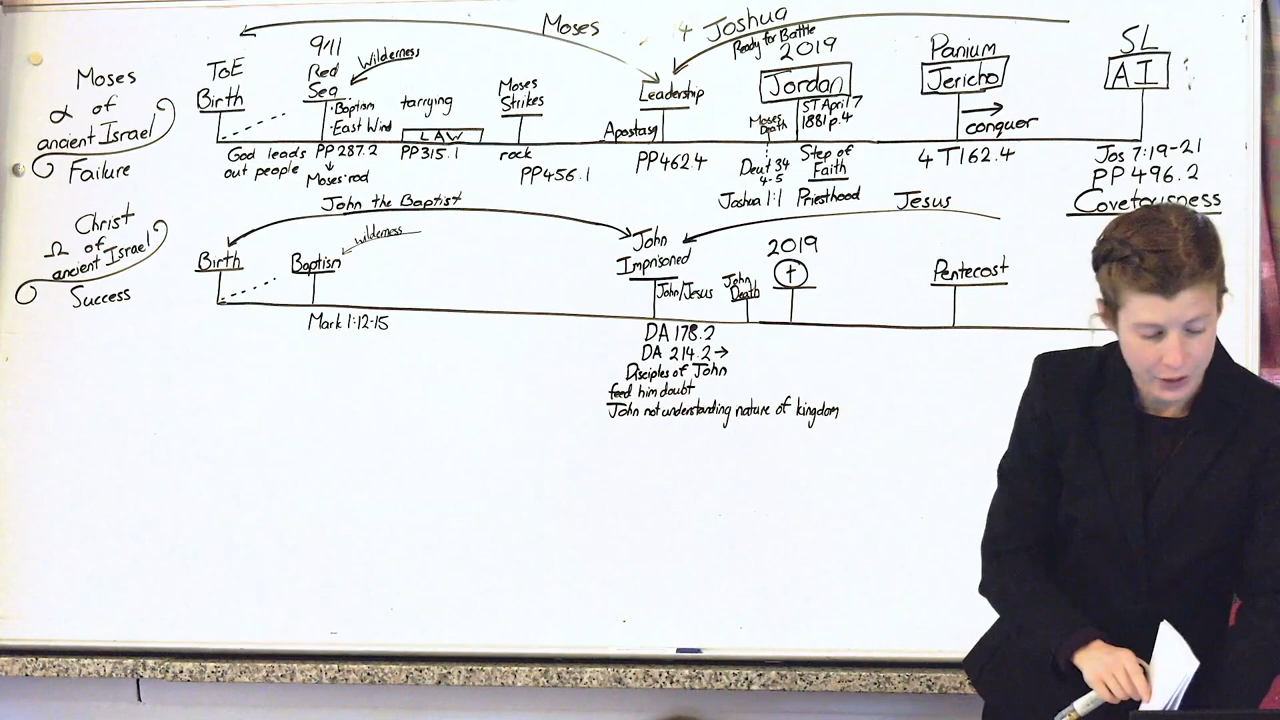 Moses + Joshua
Moses
α of
ancient Israel
Failure
ToE
Birth
God leads
out people
9/11
Red
Sea
Wilderness
·Baptism
·East Wind
PP 287.2
Moses·rod
tarrying
LAW
PP 315.1
Moses
Strikes
rock
PP 456.1
Leadership
Apostasy
PP 462.4
Ready for Battle
2019
Jordan
Moses
Death
ST April 7
1881 p.4
Deut 34
4-5
Joshua 1:1
Step of
Faith
Priesthood
Panium
Jericho
conquer
4T162.4
SL
AI
Jos 7:19-21
PP 496.2
Covetousness
Christ
Ω of
ancient Israel
Success
John the Baptist
Jesus
Birth
Baptism
wilderness
Mark 1:12-15
John
Imprisoned
John/Jesus
DA 178.2
DA 214.2 →
Disciples of John
feed him doubt
John not understanding nature of kingdom
John
Death
2019
Pentecost